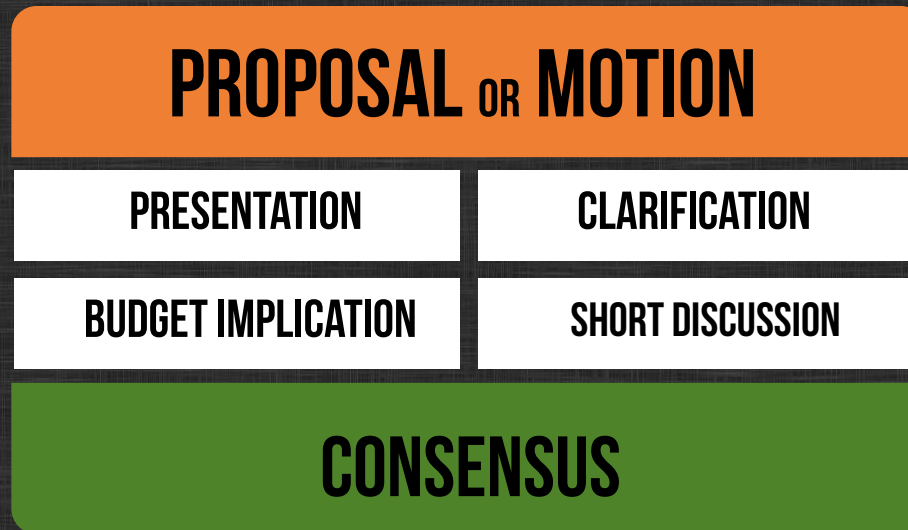 PROPOSAL OR MOTION
PRESENTATION
CLARIFICATION
BUDGET IMPLICATION
SHORT DISCUSSION
CONSENSUS